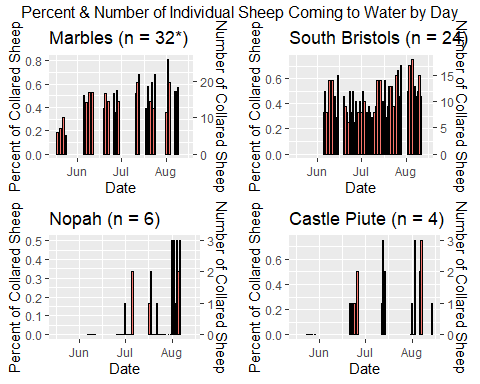 Percent & Number of Individual Sheep Coming to Water by Day
Marbles (n = 32*)
Percent of Collared Sheep
0.8
0.6
0.4
0.2
0.0
20
10
0
Number of Collared Sheep
Jun Jul Aug
Date
South Bristols (n = 24)
Percent of Collared Sheep
0.6
0.4
0.2
0.0
15
10
5
0
Number of Collared Sheep
Jun Jul Aug
Date
Nopah (n = 6)
Percent of Collared Sheep
0.5
0.4
0.3
0.2
0.1
0.0
3
2
1
0
Number of Collared Sheep
Jun Jul Aug
Date
Castle Piute (n = 4)
Percent of Collared Sheep
0.6
0.4
0.2
0.0
3
2
1
0
Number of Collared Sheep
Jun Jul Aug
Date